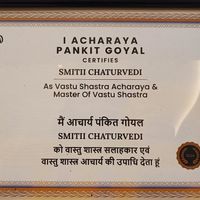 I ACHARAYA
PANKIT GOYAL
CERTIFIES
SMITII CHATURVEDI
As Vastu Shastra Acharaya &
Master Of Vastu Shastra
मैं आचार्य पंकित गोयल
SMITII CHATURVEDI
को वास्तु शास्त्र सलाहकार एवं
वास्तु शास्त्र आचार्य की उपाधि देता हूं